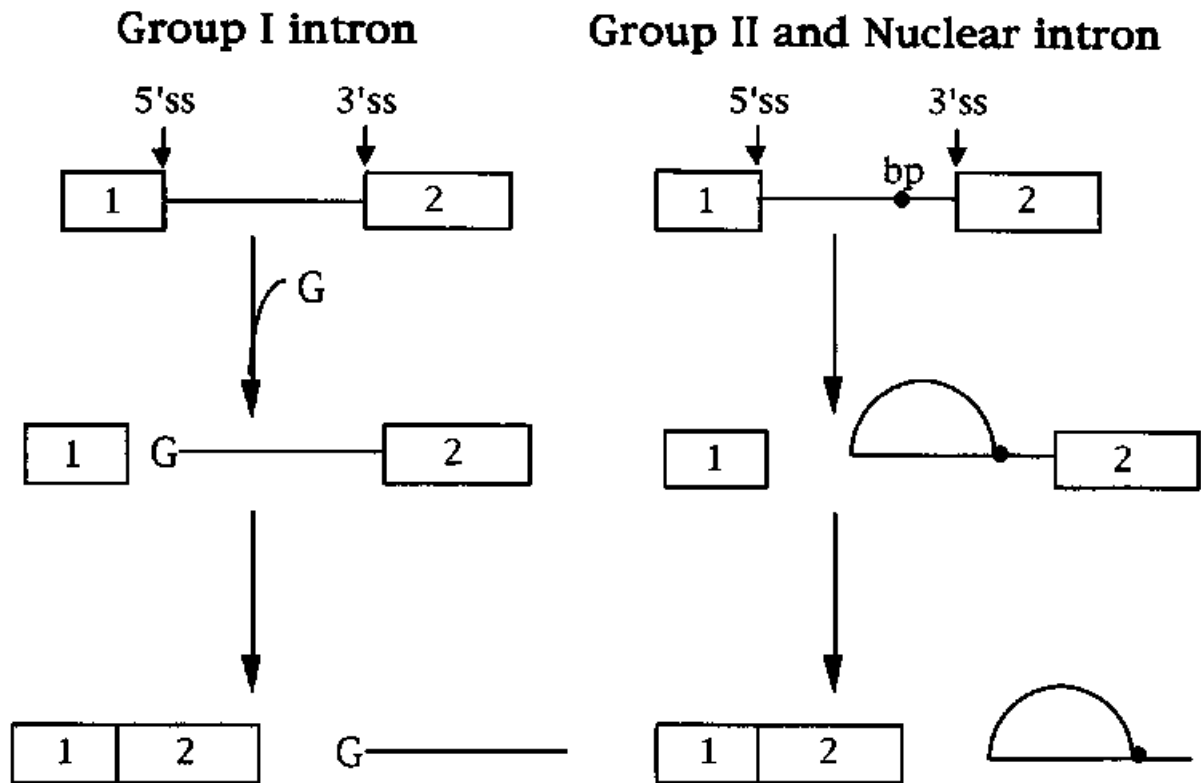 Group I intron
Group II and Nuclear intron
5'ss 3'ss
5'ss 3'ss
bp
1 2
1 2
G
1 G 2
1 2
1 2 G
1 2